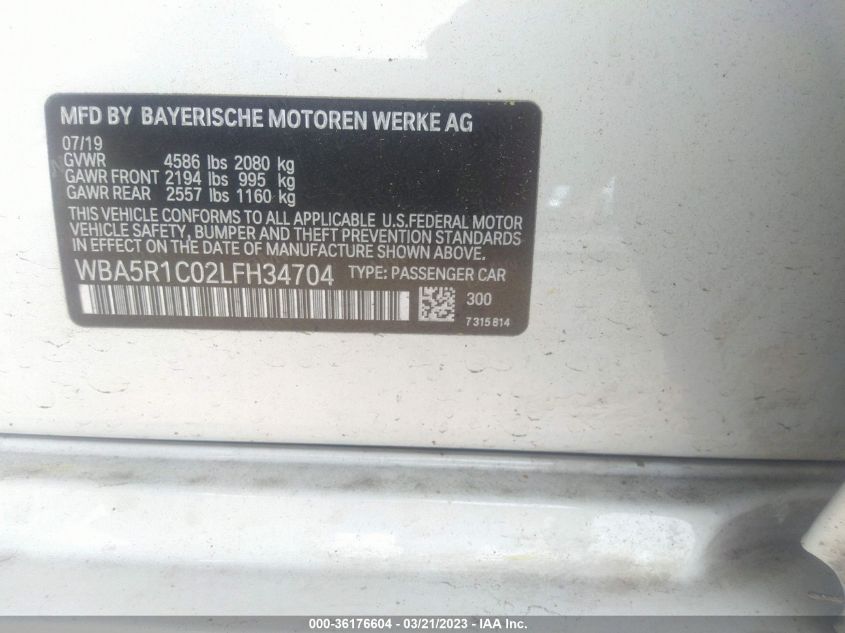 MFD BY BAYERISCHE MOTOREN WERKE AG
07/19
GVWR 4586 lbs 2080 kg
GAWR FRONT 2194 lbs 995 kg
GAWR REAR 2557 lbs 1160 kg
THIS VEHICLE CONFORMS TO ALL APPLICABLE U.S.FEDERAL MOTOR
VEHICLE SAFETY, BUMPER AND THEFT PREVENTION STANDARDS
IN EFFECT ON THE DATE OF MANUFACTURE SHOWN ABOVE.
WBA5R1C02LFH34704 TYPE: PASSENGER CAR
300
7 315 814
000-36176604 - 03/21/2023 - IAA Inc.